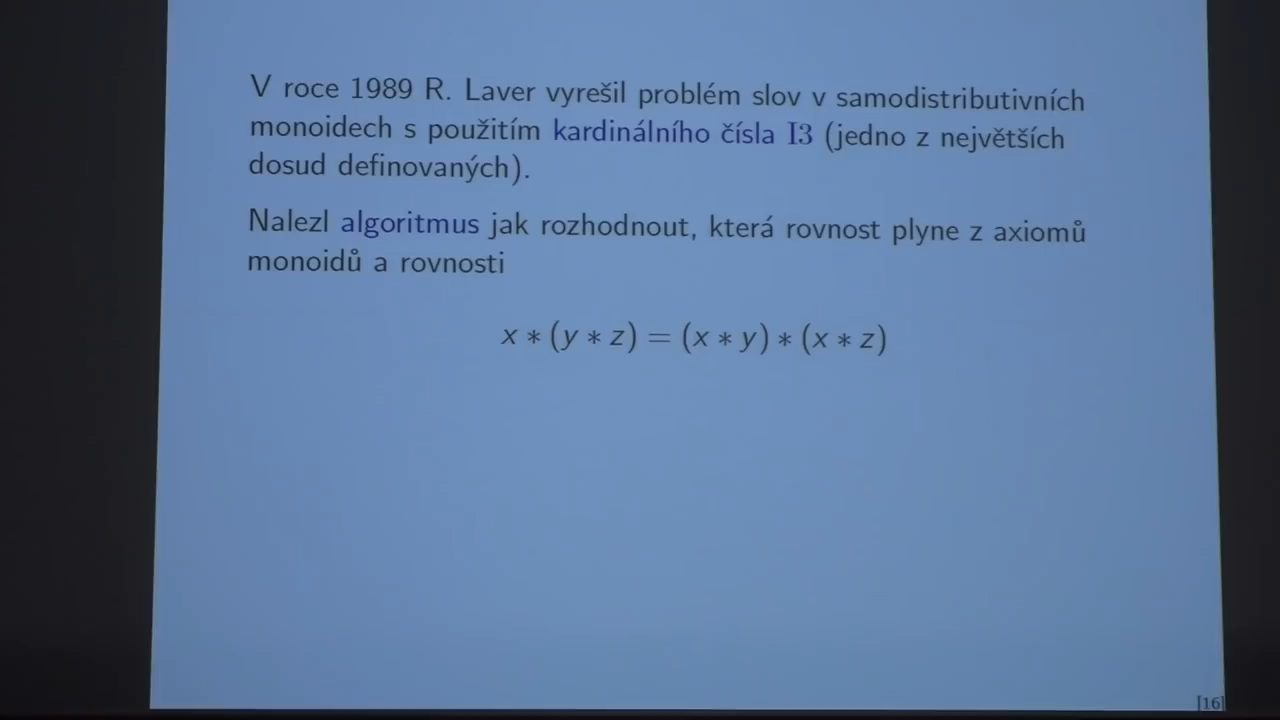 V roce 1989 R. Laver vyrešil problém slov v samodistributivních
monoidech s použitím kardinálního čísla I3 (jedno z největších
dosud definovaných).
Nalezl algoritmus jak rozhodnout, která rovnost plyne z axiomů
monoidů a rovnosti
x ∗ (y ∗ z) = (x ∗ y) ∗ (x ∗ z)
[16]